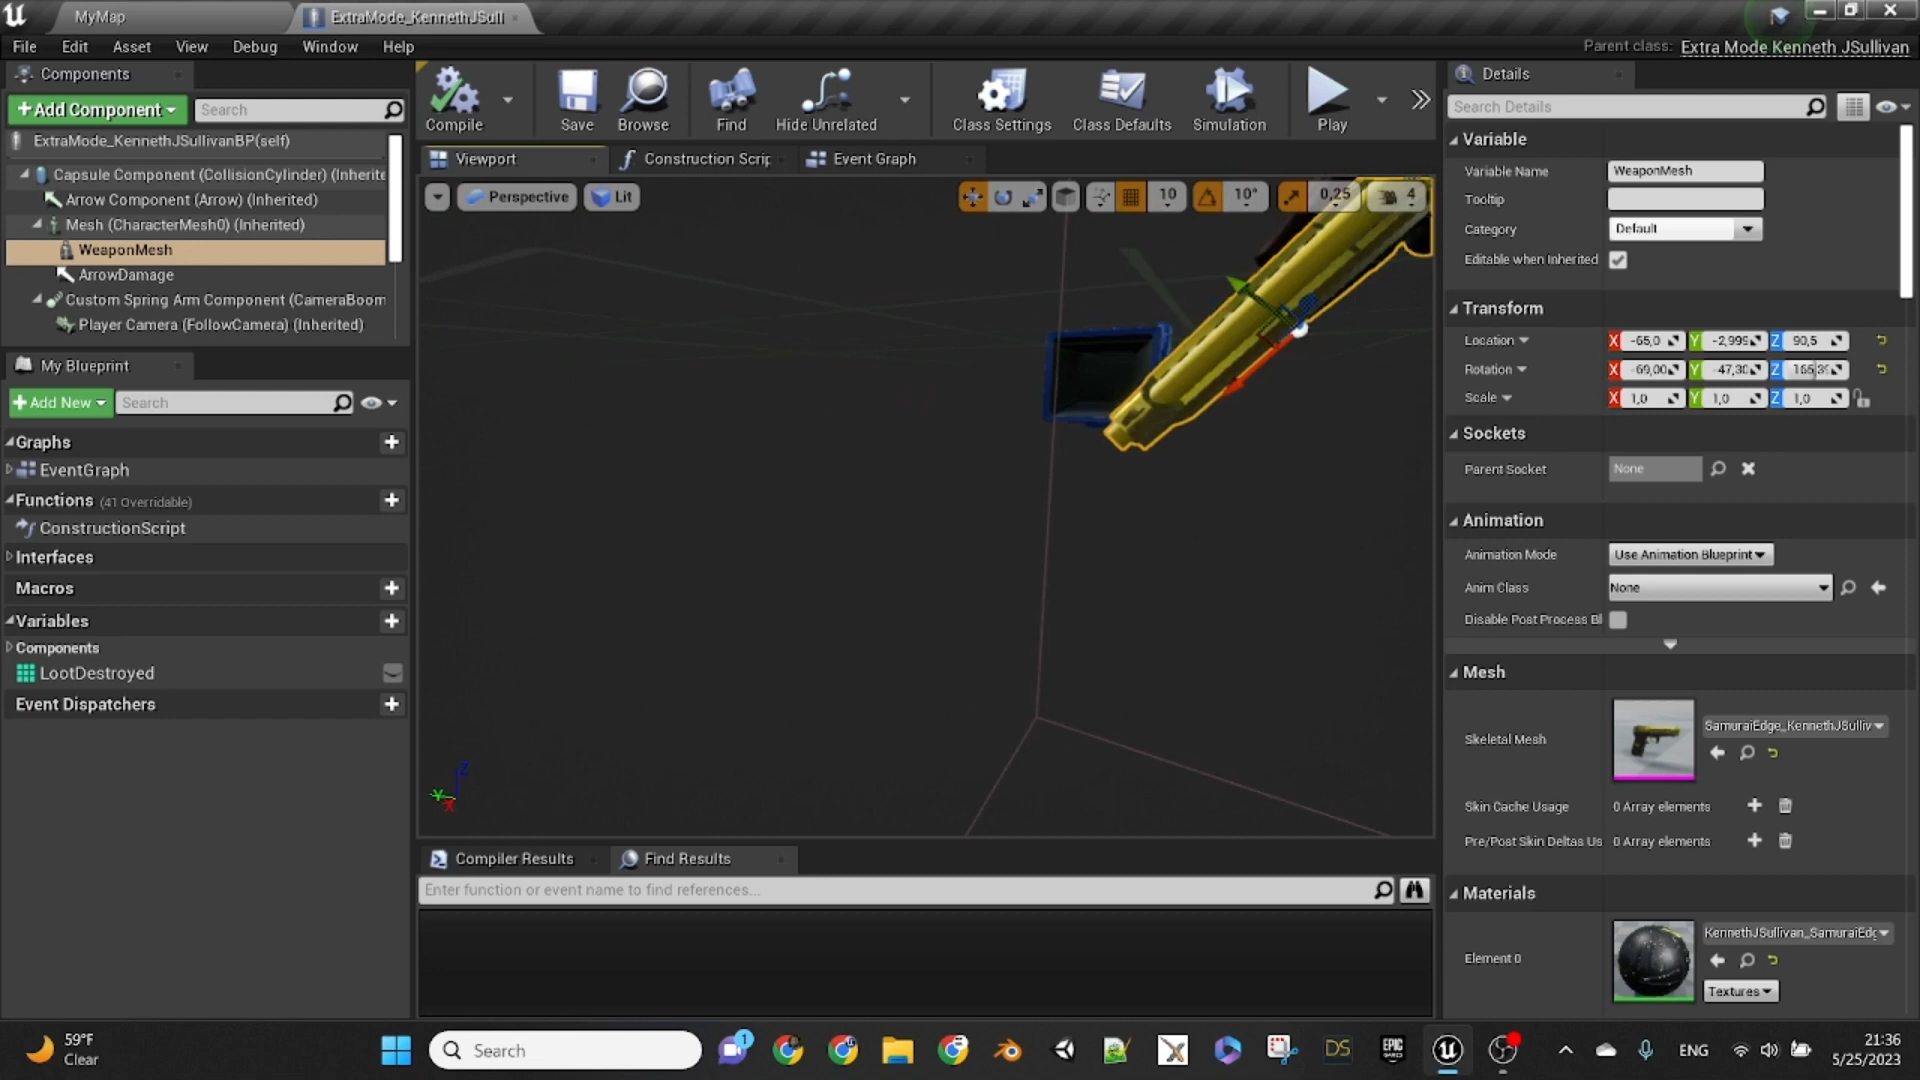 MyMap
ExtraMode_KennethJSull
File Edit Asset View Debug Window Help
Parent class: Extra Mode Kenneth JSullivan
Components
Add Component
Search
ExtraMode_KennethJSullivanBP(self)
Capsule Component (CollisionCylinder) (Inherite
Arrow Component (Arrow) (Inherited)
Mesh (CharacterMesh0) (Inherited)
WeaponMesh
ArrowDamage
Custom Spring Arm Component (CameraBoom
Player Camera (FollowCamera) (Inherited)
My Blueprint
Add New
Search
Graphs
EventGraph
Functions (41 Overridable)
ConstructionScript
Interfaces
Macros
Variables
Components
LootDestroyed
Event Dispatchers
Compile Save Browse Find Hide Unrelated Class Settings Class Defaults Simulation Play
Viewport Construction Scrip Event Graph
Perspective Lit 10 10° 0,25 4
Z
Y
X
Compiler Results Find Results
Enter function or event name to find references...
Details
Search Details
Variable
Variable Name WeaponMesh
Tooltip
Category Default
Editable when Inherited
Transform
Location X -65,0 Y -2,999 Z 90,5
Rotation X -69,00 Y -47,30 Z 165,39
Scale X 1,0 Y 1,0 Z 1,0
Sockets
Parent Socket None
Animation
Animation Mode Use Animation Blueprint
Anim Class None
Disable Post Process Bl
Mesh
Skeletal Mesh SamuraiEdge_KennethJSulliv
Skin Cache Usage 0 Array elements
Pre/Post Skin Deltas Us 0 Array elements
Materials
Element 0 KennethJSullivan_SamuraiEdg
Textures
59°F
Clear
Search
1
DS
EPIC
GAMES
ENG
21:36
5/25/2023